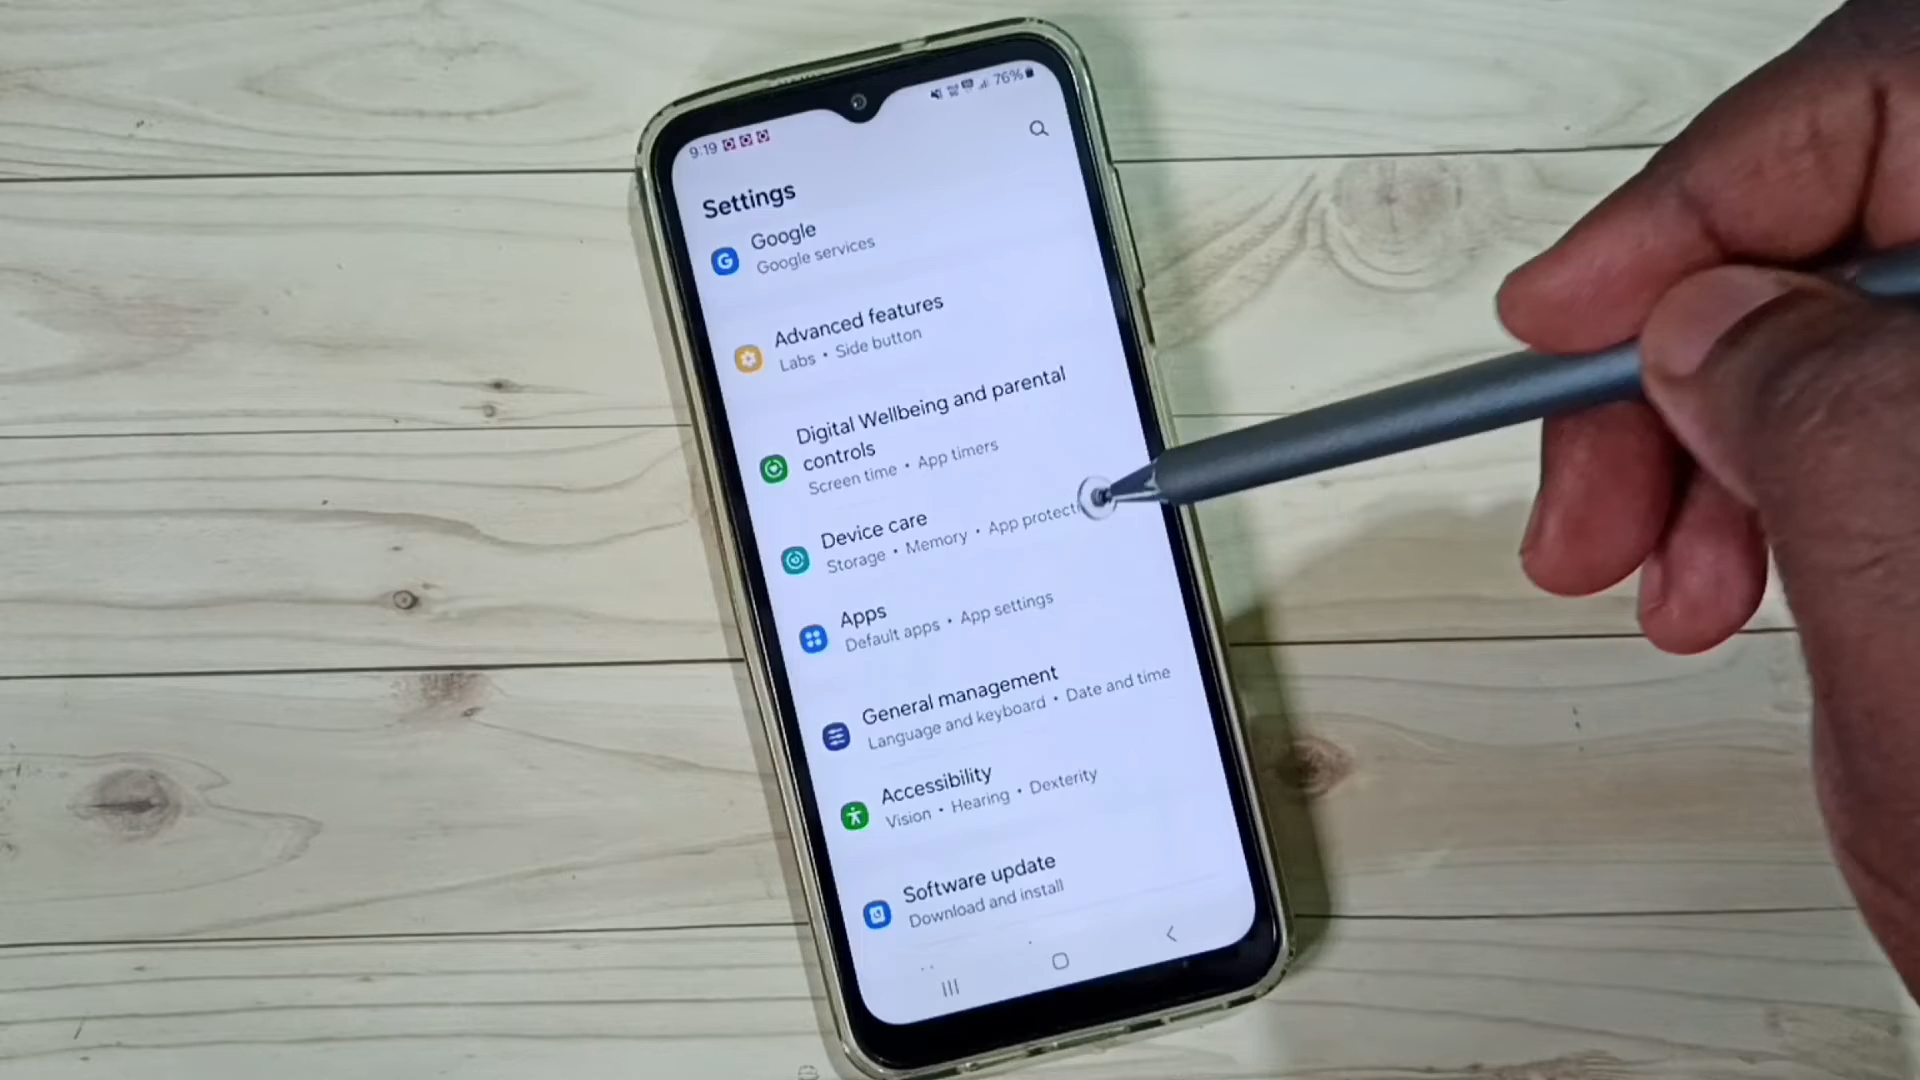 9:19
76%
Settings
Google
Google services
Advanced features
Labs • Side button
Digital Wellbeing and parental
controls
Screen time • App timers
Device care
Storage • Memory • App protecti
Apps
Default apps • App settings
General management
Language and keyboard • Date and time
Accessibility
Vision • Hearing • Dexterity
Software update
Download and install